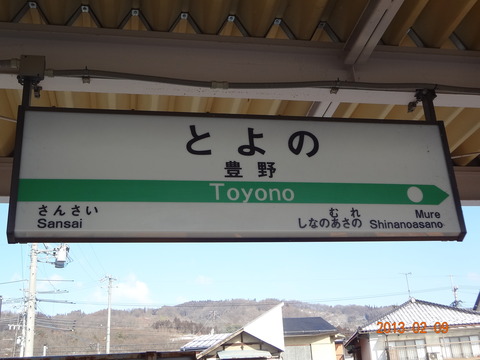 とよの
豊野
Toyono
さんさい
Sansai
むれ Mure
しなのあさの Shinanoasano
2013 02 09